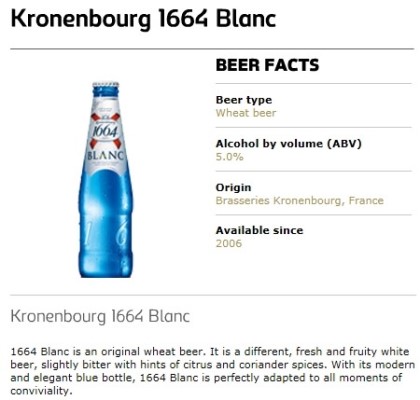 Kronenbourg 1664 Blanc
BEER FACTS
Beer type
Wheat beer
Alcohol by volume (ABV)
5.0%
Origin
Brasseries Kronenbourg, France
Available since
2006
1664
BLANC
1 6
Kronenbourg 1664 Blanc
1664 Blanc is an original wheat beer. It is a different, fresh and fruity white
beer, slightly bitter with hints of citrus and coriander spices. With its modern
and elegant blue bottle, 1664 Blanc is perfectly adapted to all moments of
conviviality.